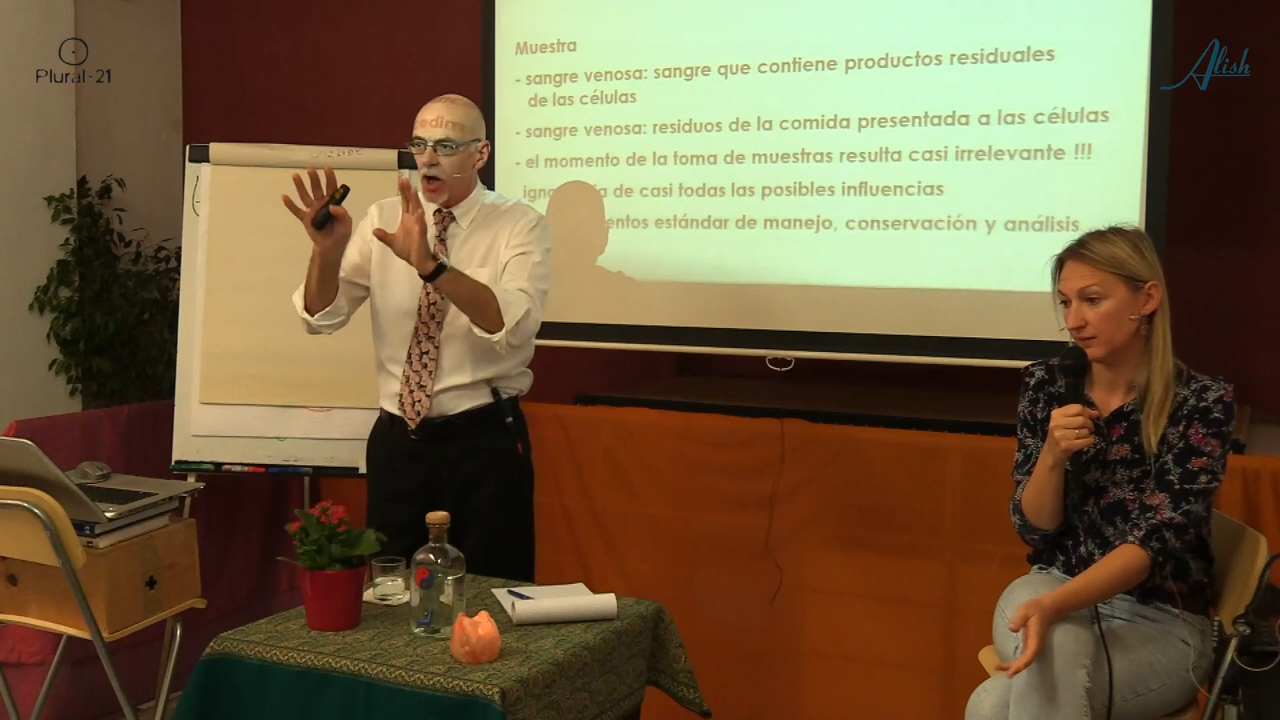 Plural-21
Alish
Muestra
- sangre venosa: sangre que contiene productos residuales
de las células
- sangre venosa: residuos de la comida presentada a las células
- el momento de la toma de muestras resulta casi irrelevante !!!
de casi todas las posibles influencias
estándar de manejo, conservación y análisis